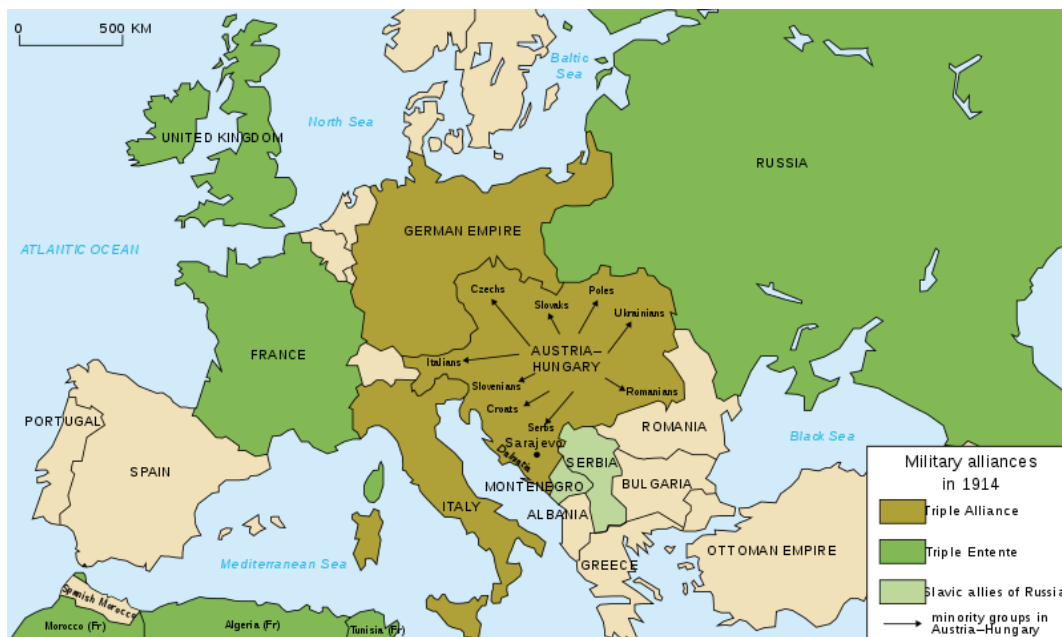 0 500 KM
Baltic
Sea
North Sea
UNITED KINGDOM
RUSSIA
ATLANTIC OCEAN
GERMAN EMPIRE
Czechs
Slovaks
Poles
Ukrainians
FRANCE
AUSTRIA–
HUNGARY
Italians
Slovenians
Romanians
Croats
Serbs
PORTUGAL
SPAIN
Sarajevo
Dalmatia
ROMANIA
Black Sea
SERBIA
MONTENEGRO
BULGARIA
ITALY
ALBANIA
GREECE
OTTOMAN EMPIRE
Mediterranean Sea
Spanish Morocco
Morocco (Fr)
Algeria (Fr)
Tunisia (Fr)
Military alliances
in 1914
Triple Alliance
Triple Entente
Slavic allies of Russia
minority groups in
Austria–Hungary